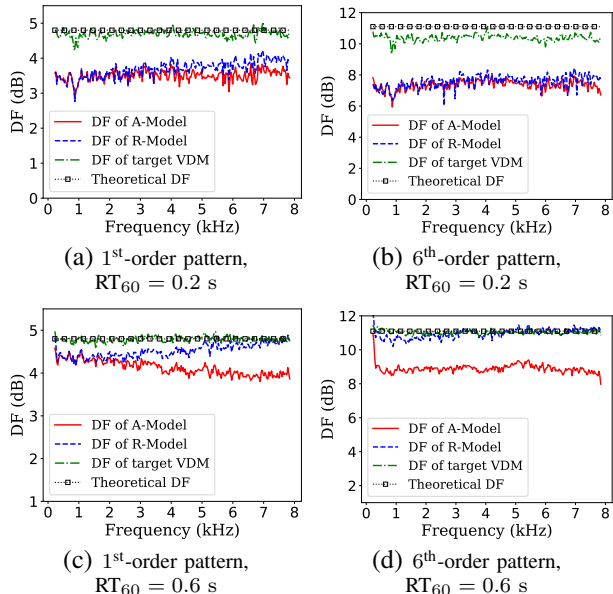 DF (dB)
5
4
3
2
1
0
DF of A-Model
DF of R-Model
DF of target VDM
Theoretical DF
0 1 2 3 4 5 6 7 8
Frequency (kHz)
(a) 1st-order pattern,
RT60 = 0.2 s
DF (dB)
12
10
8
6
4
2
0
DF of A-Model
DF of R-Model
DF of target VDM
Theoretical DF
0 1 2 3 4 5 6 7 8
Frequency (kHz)
(b) 6th-order pattern,
RT60 = 0.2 s
DF (dB)
5
4
3
2
1
DF of A-Model
DF of R-Model
DF of target VDM
Theoretical DF
0 1 2 3 4 5 6 7 8
Frequency (kHz)
(c) 1st-order pattern,
RT60 = 0.6 s
DF (dB)
12
10
8
6
4
2
DF of A-Model
DF of R-Model
DF of target VDM
Theoretical DF
0 1 2 3 4 5 6 7 8
Frequency (kHz)
(d) 6th-order pattern,
RT60 = 0.6 s